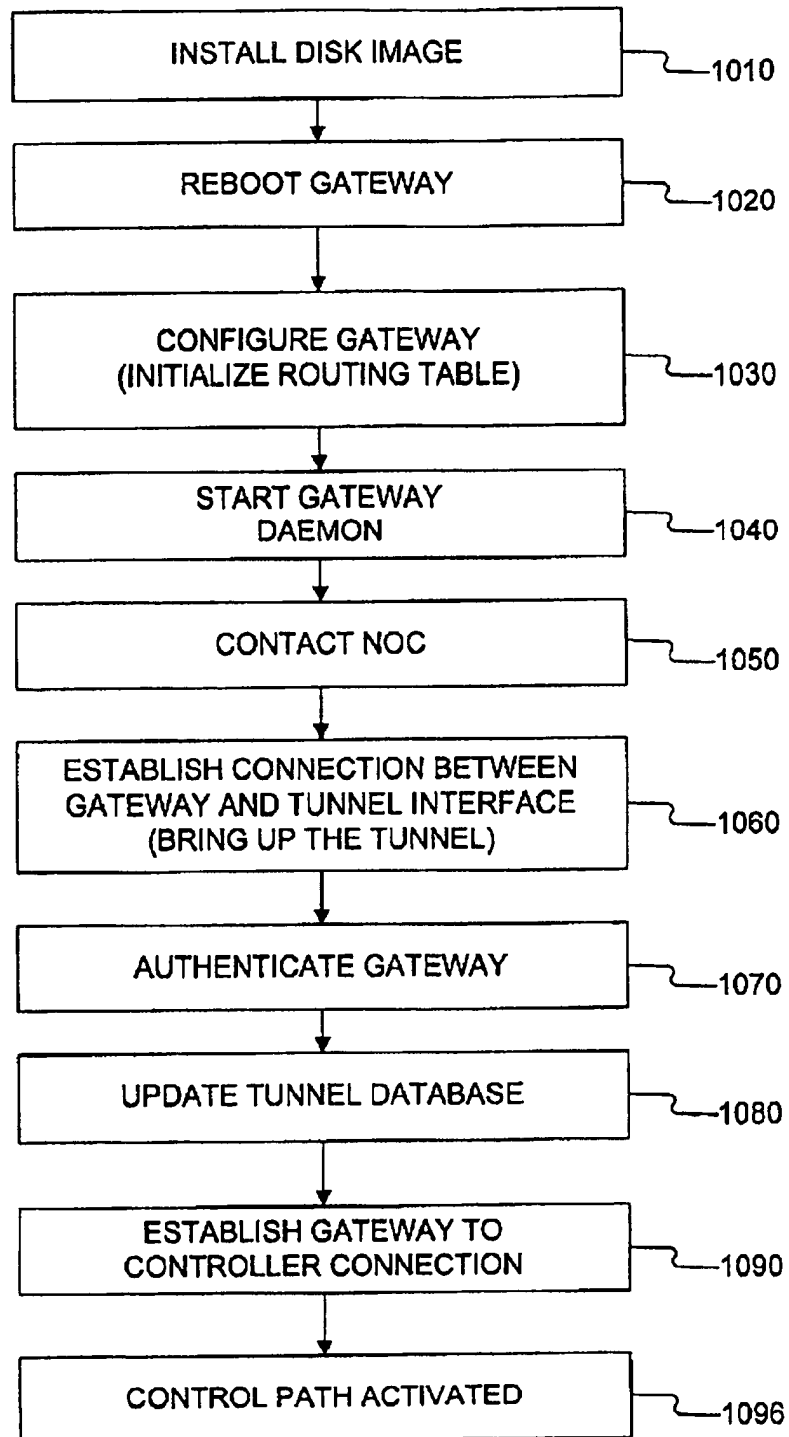 INSTALL DISK IMAGE
1010
REBOOT GATEWAY
1020
CONFIGURE GATEWAY
(INITIALIZE ROUTING TABLE)
1030
START GATEWAY
DAEMON
1040
CONTACT NOC
1050
ESTABLISH CONNECTION BETWEEN
GATEWAY AND TUNNEL INTERFACE
(BRING UP THE TUNNEL)
1060
AUTHENTICATE GATEWAY
1070
UPDATE TUNNEL DATABASE
1080
ESTABLISH GATEWAY TO
CONTROLLER CONNECTION
1090
CONTROL PATH ACTIVATED
1096